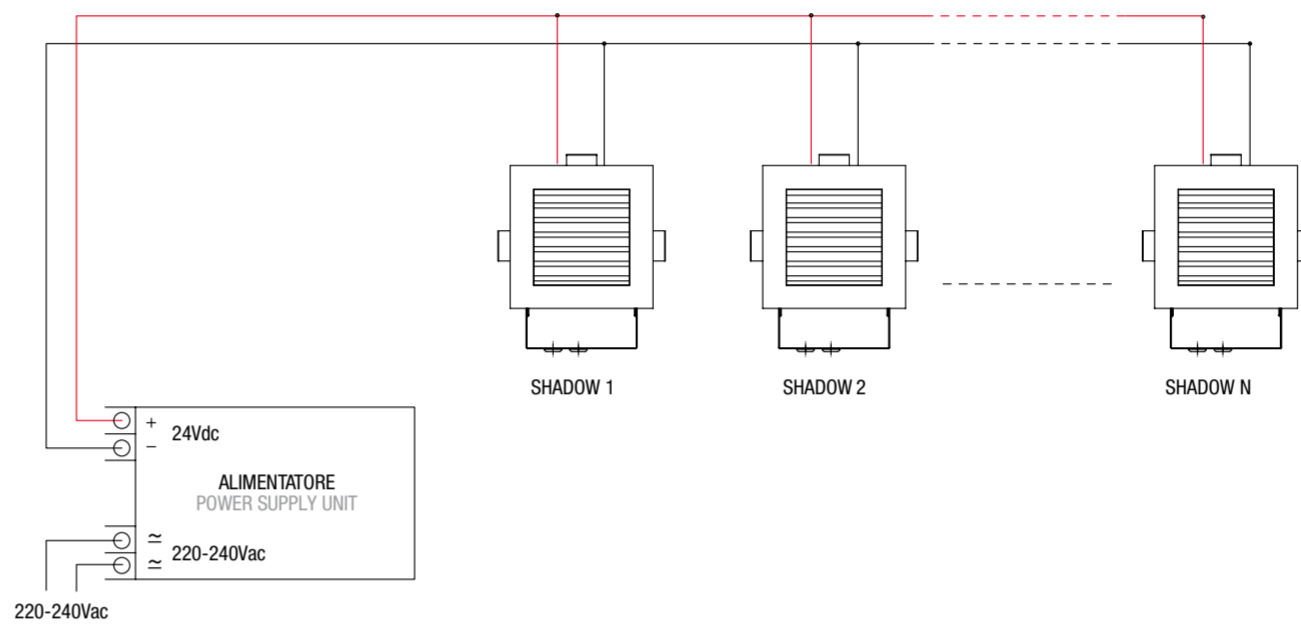 SHADOW 1
SHADOW 2
SHADOW N
+
24Vdc
−
ALIMENTATORE
POWER SUPPLY UNIT
≃
220-240Vac
≃
220-240Vac